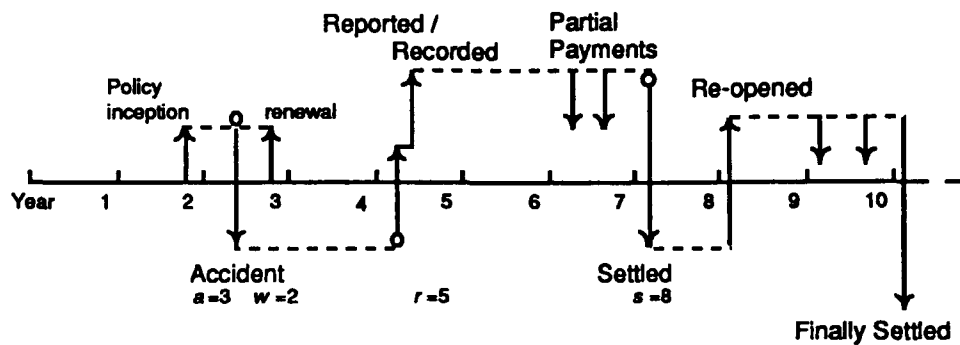 Reported /
Recorded
Partial
Payments
Policy
inception
renewal
Re-opened
Year 1 2 3 4 5 6 7 8 9 10
Accident
a=3 w=2
r=5
Settled
s=8
Finally Settled